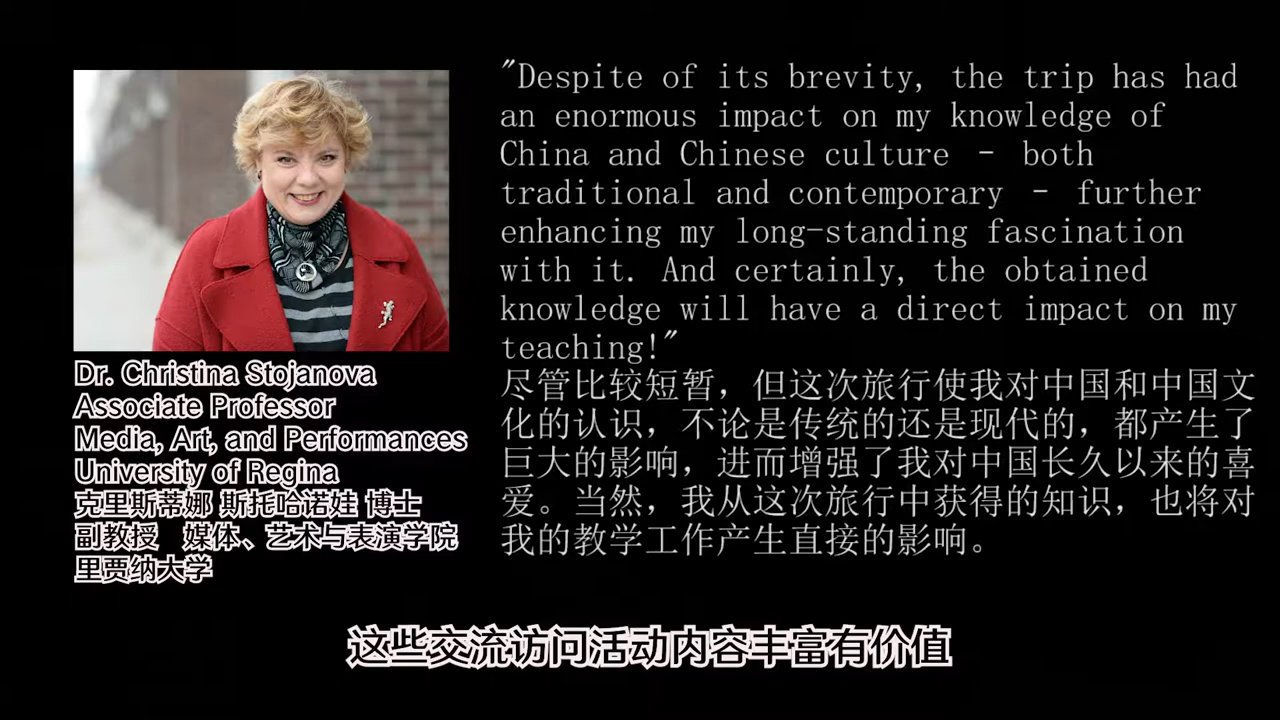 "Despite of its brevity, the trip has had
an enormous impact on my knowledge of
China and Chinese culture – both
traditional and contemporary – further
enhancing my long-standing fascination
with it. And certainly, the obtained
knowledge will have a direct impact on my
teaching!"
尽管比较短暂，但这次旅行使我对中国和中国文
化的认识，不论是传统的还是现代的，都产生了
巨大的影响，进而增强了我对中国长久以来的喜
爱。当然，我从这次旅行中获得的知识，也将对
我的教学工作产生直接的影响。
Dr. Christina Stojanova
Associate Professor
Media, Art, and Performances
University of Regina
克里斯蒂娜 斯托哈诺娃 博士
副教授　媒体、艺术与表演学院
里贾纳大学
这些交流访问活动内容丰富有价值